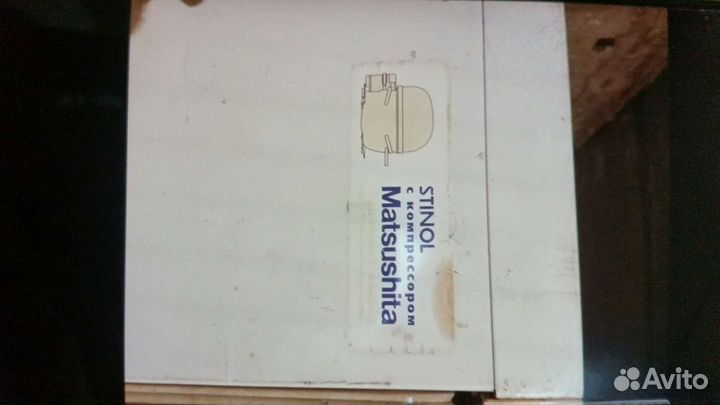 STINOL
с компрессором
Matsushita
Avito